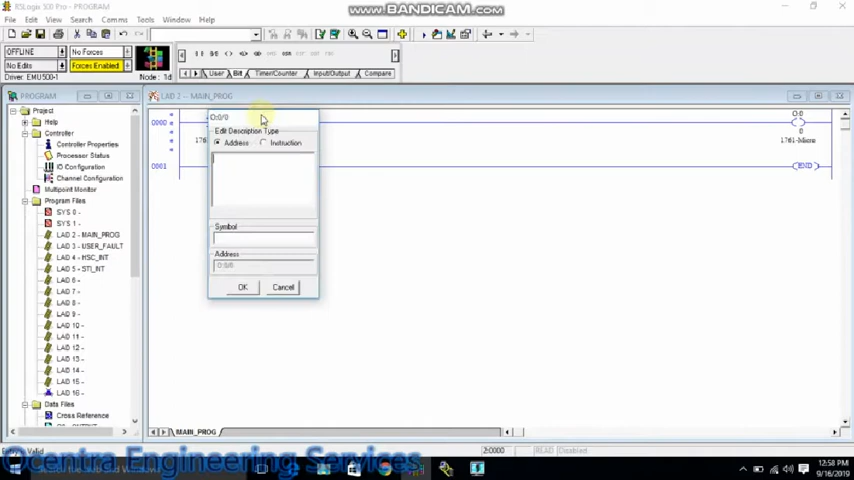 RSLogix 500 Pro - PROGRAM
WWW.BANDICAM.COM
File Edit View Search Comms Tools Window Help
OFFLINE No Forces
No Edits Forces Enabled
Driver: EMU500-1 Node : 1d
User Bit Timer/Counter Input/Output Compare
PROGRAM
LAD 2 -- MAIN_PROG
Project
Help
Controller
Controller Properties
Processor Status
IO Configuration
Channel Configuration
Multipoint Monitor
Program Files
SYS 0 -
SYS 1 -
LAD 2 - MAIN_PROG
LAD 3 - USER_FAULT
LAD 4 - HSC_INT
LAD 5 - STI_INT
LAD 6 -
LAD 7 -
LAD 8 -
LAD 9 -
LAD 10 -
LAD 11 -
LAD 12 -
LAD 13 -
LAD 14 -
LAD 15 -
LAD 16 -
Data Files
Cross Reference
0000
0001
O:0/0
Edit Description Type
Address Instruction
Symbol
Address
O:0/0
OK Cancel
O:0
0
1761-Micro
END
MAIN_PROG
2:0000 READ Disabled
Ocentra Engineering Services
12:58 PM
9/16/2019